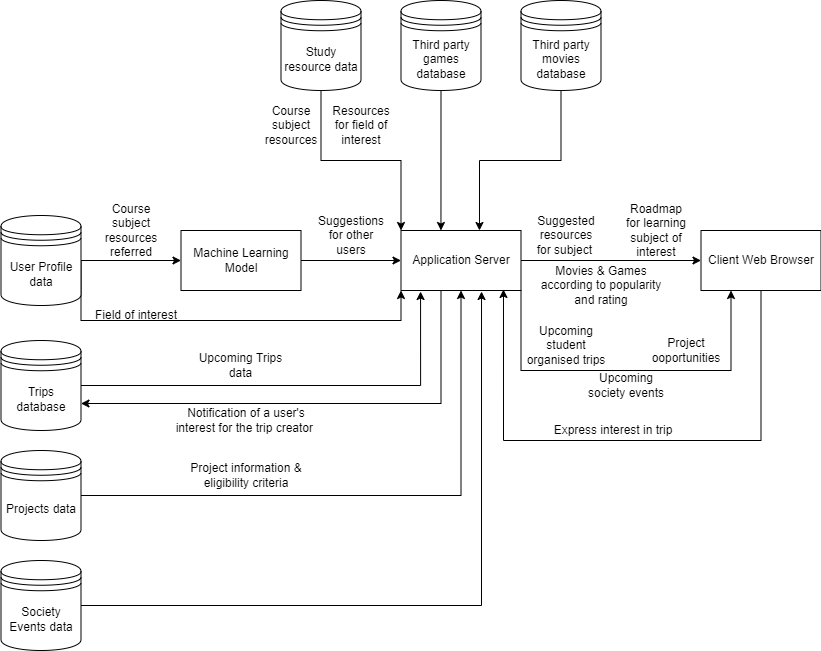 Study
resource data
Third party
games
database
Third party
movies
database
Course
subject
resources
Resources
for field of
interest
User Profile
data
Course
subject
resources
referred
Machine Learning
Model
Suggestions
for other
users
Application Server
Suggested
resources
for subject
Roadmap
for learning
subject of
interest
Movies & Games
according to popularity
and rating
Client Web Browser
Field of interest
Upcoming
student
organised trips
Project
ooportunities
Upcoming
society events
Trips
database
Upcoming Trips
data
Notification of a user's
interest for the trip creator
Express interest in trip
Projects data
Project information &
eligibility criteria
Society
Events data